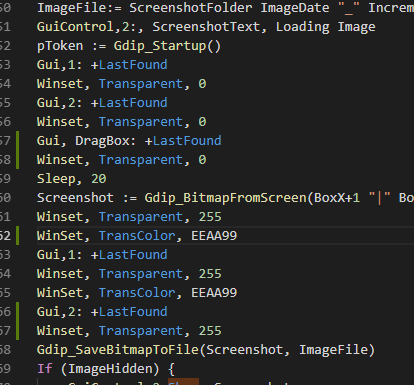 50 ImageFile:= ScreenshotFolder ImageDate "_" Increm
51 GuiControl,2:, ScreenshotText, Loading Image
52 pToken := Gdip_Startup()
53 Gui,1: +LastFound
54 Winset, Transparent, 0
55 Gui,2: +LastFound
56 Winset, Transparent, 0
57 Gui, DragBox: +LastFound
58 Winset, Transparent, 0
59 Sleep, 20
60 Screenshot := Gdip_BitmapFromScreen(BoxX+1 "|" Bo
61 Winset, Transparent, 255
62 WinSet, TransColor, EEAA99
63 Gui,1: +LastFound
64 WinSet, Transparent, 255
65 WinSet, TransColor, EEAA99
66 Gui,2: +LastFound
67 Winset, Transparent, 255
68 Gdip_SaveBitmapToFile(Screenshot, ImageFile)
69 If (ImageHidden) {